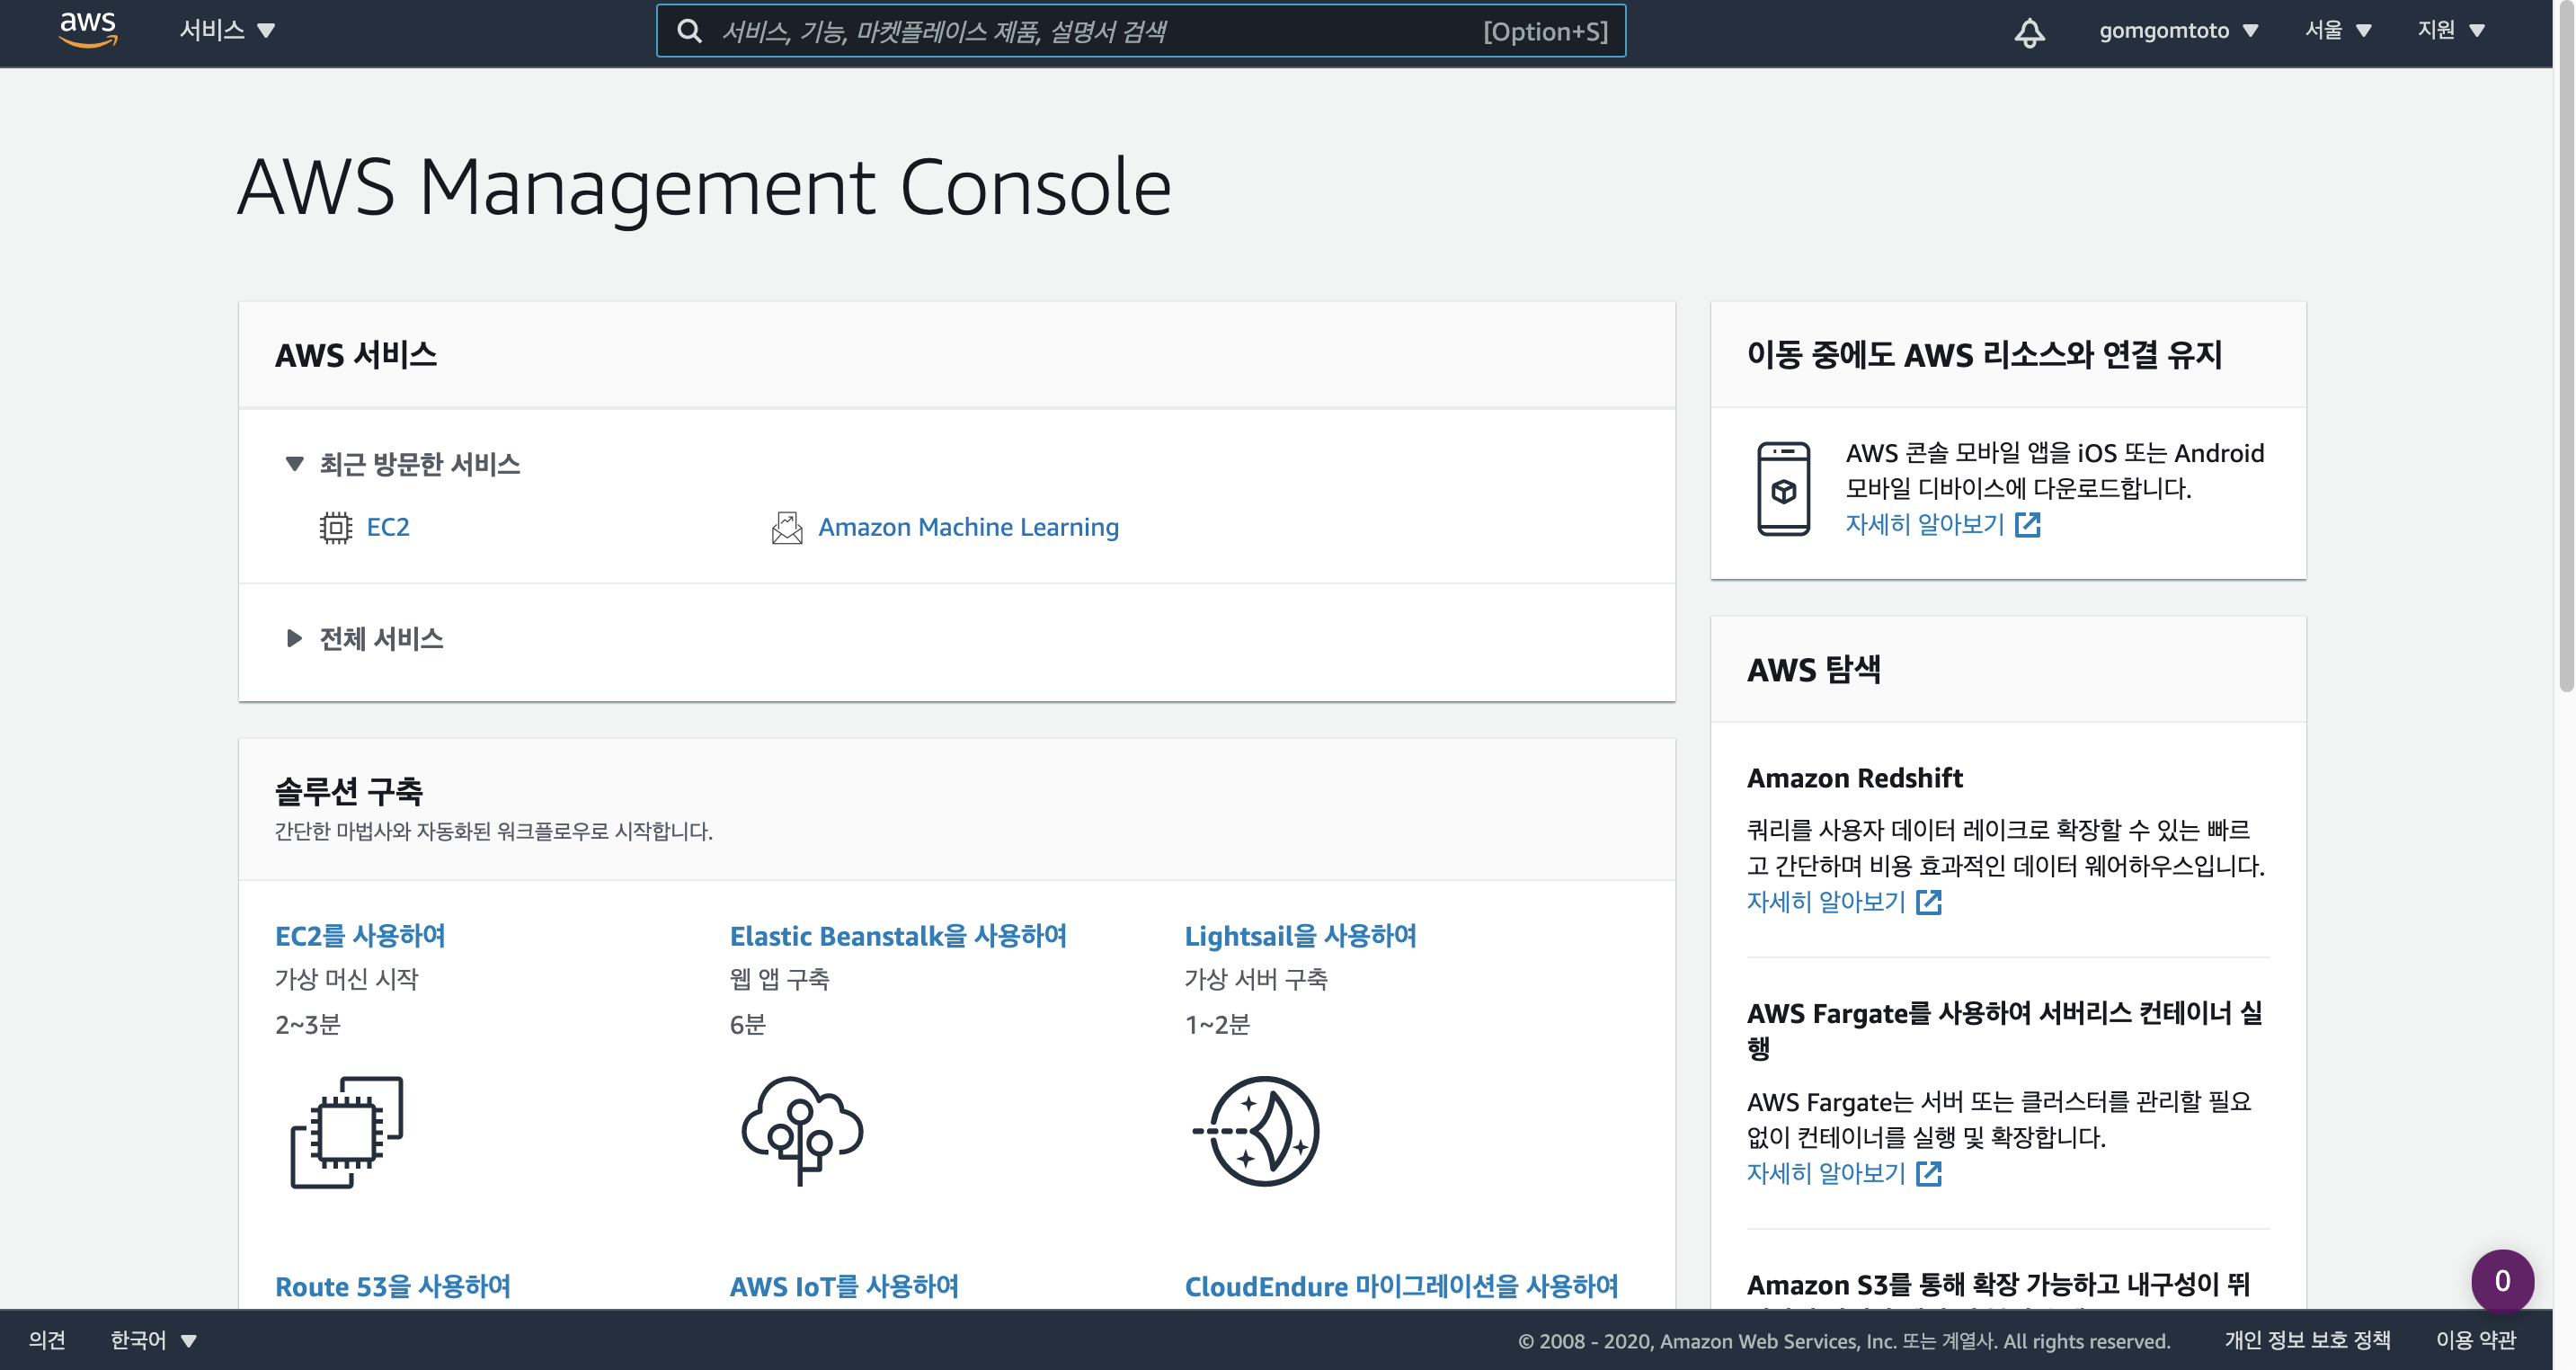 aws
서비스
서비스, 기능, 마켓플레이스 제품, 설명서 검색
[Option+S]
gomgomtoto
서울
지원
AWS Management Console
AWS 서비스
최근 방문한 서비스
EC2
Amazon Machine Learning
전체 서비스
솔루션 구축
간단한 마법사와 자동화된 워크플로우로 시작합니다.
EC2를 사용하여
가상 머신 시작
2~3분
Elastic Beanstalk을 사용하여
웹 앱 구축
6분
Lightsail을 사용하여
가상 서버 구축
1~2분
Route 53을 사용하여
AWS IoT를 사용하여
CloudEndure 마이그레이션을 사용하여
이동 중에도 AWS 리소스와 연결 유지
AWS 콘솔 모바일 앱을 iOS 또는 Android
모바일 디바이스에 다운로드합니다.
자세히 알아보기
AWS 탐색
Amazon Redshift
쿼리를 사용자 데이터 레이크로 확장할 수 있는 빠르
고 간단하며 비용 효과적인 데이터 웨어하우스입니다.
자세히 알아보기
AWS Fargate를 사용하여 서버리스 컨테이너 실
행
AWS Fargate는 서버 또는 클러스터를 관리할 필요
없이 컨테이너를 실행 및 확장합니다.
자세히 알아보기
Amazon S3를 통해 확장 가능하고 내구성이 뛰
0
의견
한국어
© 2008 - 2020, Amazon Web Services, Inc. 또는 계열사. All rights reserved.
개인 정보 보호 정책
이용 약관